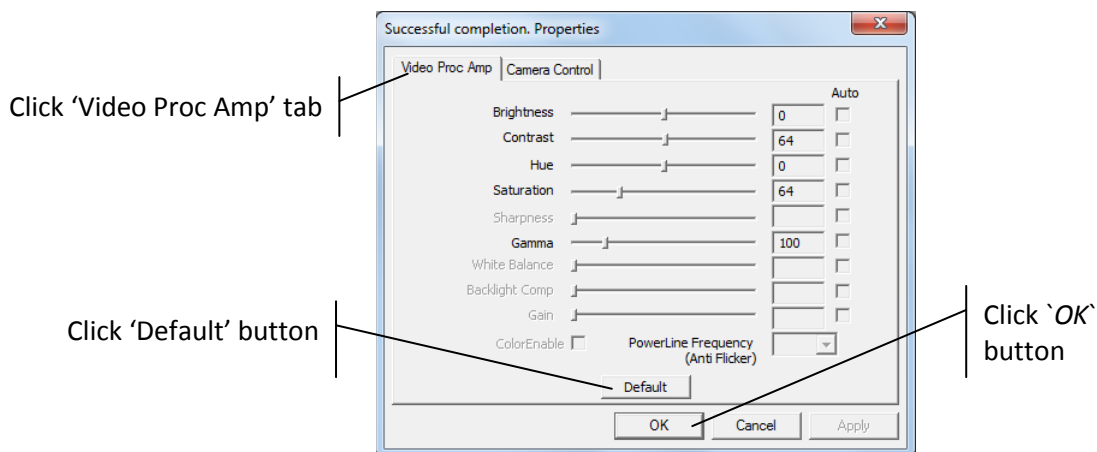 Successful completion. Properties
X
Video Proc Amp Camera Control
Click ‘Video Proc Amp’ tab
Auto
Brightness 0
Contrast 64
Hue 0
Saturation 64
Sharpness
Gamma 100
White Balance
Backlight Comp
Gain
ColorEnable PowerLine Frequency
(Anti Flicker)
Click ‘Default’ button
Default
Click `OK`
button
OK Cancel Apply